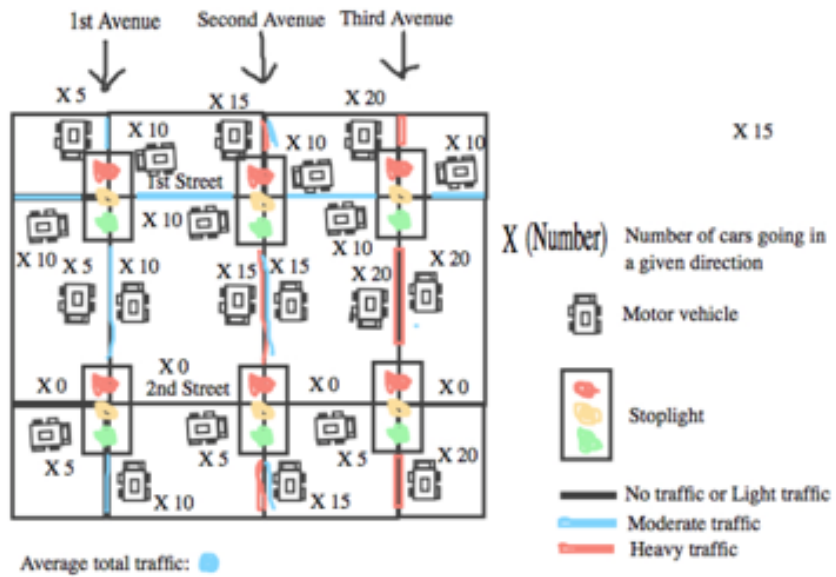 1st Avenue Second Avenue Third Avenue
X 5 X 15 X 20
X 10 X 10 X 10
X 15
1st Street
X 10 X 10
X 10
X (Number) Number of cars going in
a given direction
X 5 X 10 X 15 X 15 X 20 X 20
Motor vehicle
X 0 X 0 X 0 X 0
2nd Street
Stoplight
X 5 X 5 X 5 X 20
X 10 X 15
No traffic or Light traffic
Moderate traffic
Heavy traffic
Average total traffic: